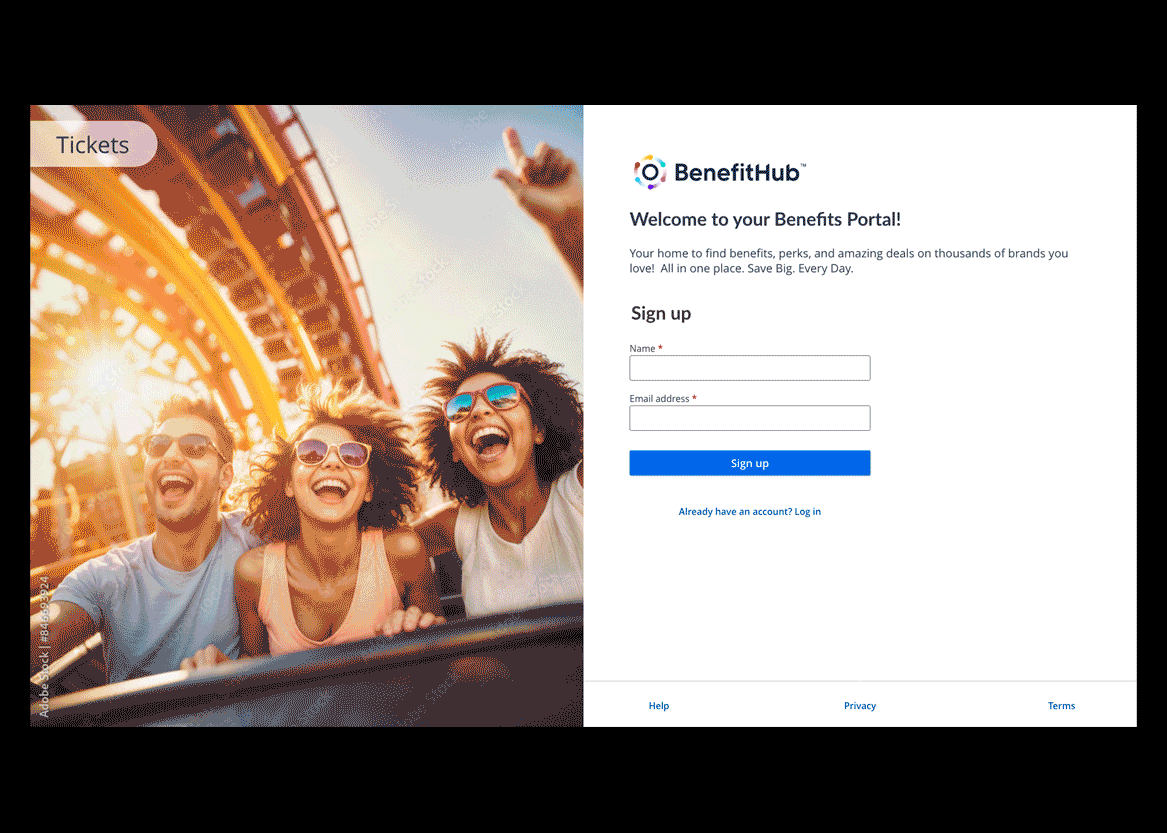 Tickets
Adobe Stock | #846693924
BenefitHub™
Welcome to your Benefits Portal!
Your home to find benefits, perks, and amazing deals on thousands of brands you
love! All in one place. Save Big. Every Day.
Sign up
Name *
Email address *
Sign up
Already have an account? Log in
Help
Privacy
Terms